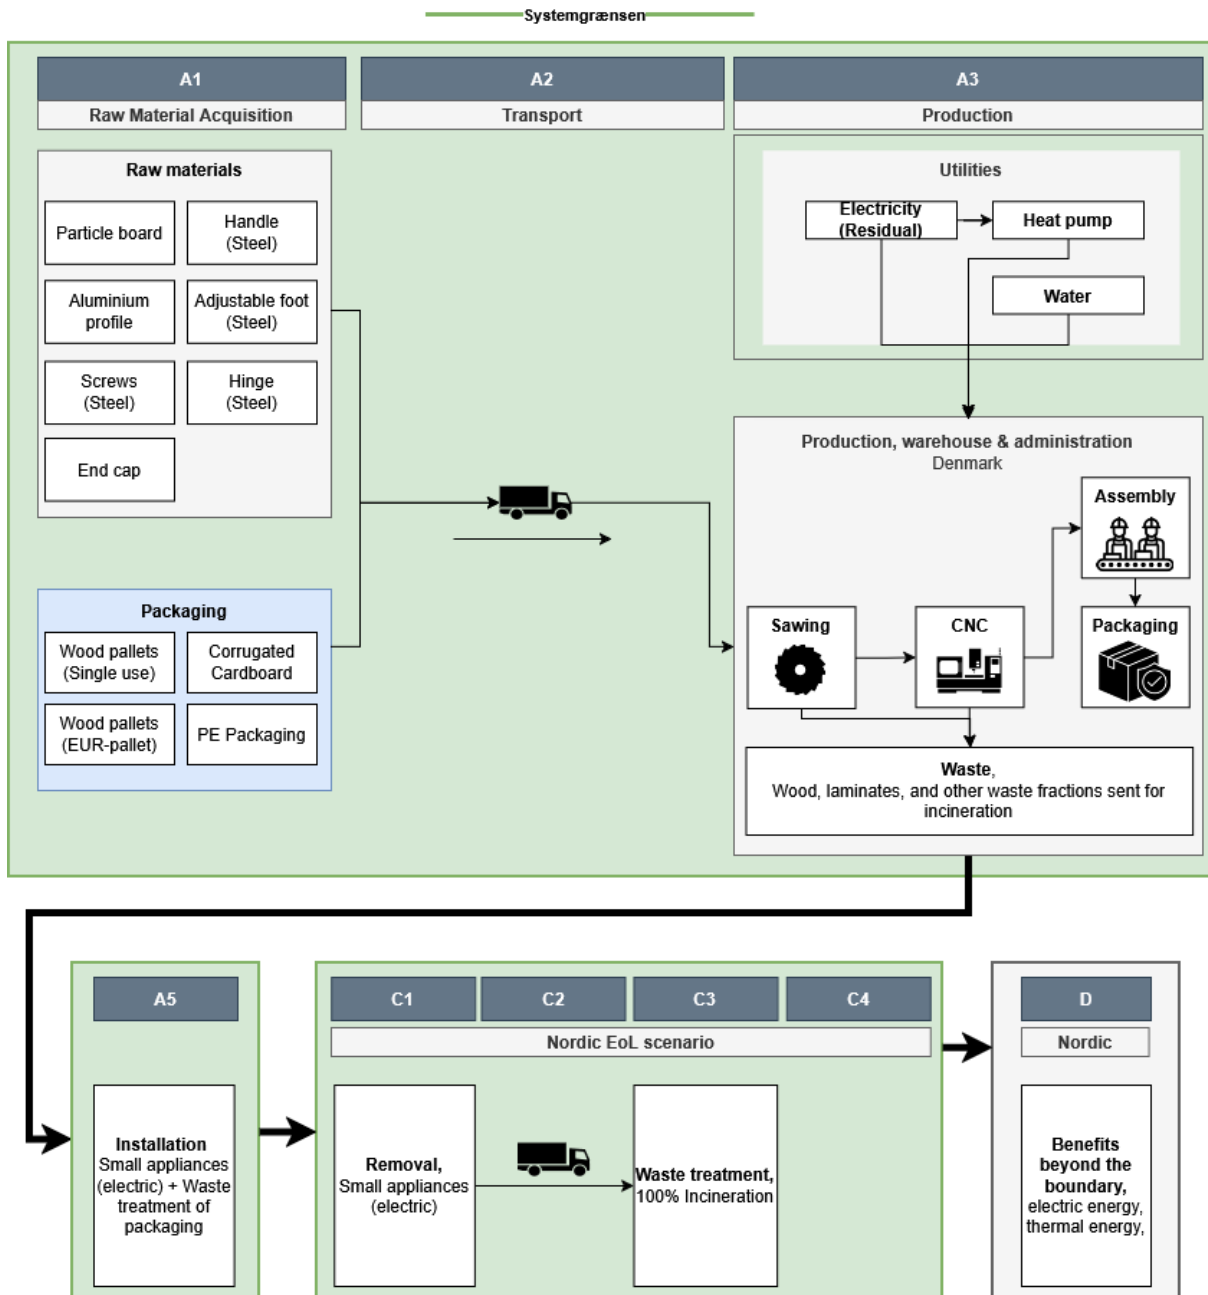 Systemgrænsen
A1
A2
A3
Raw Material Acquisition
Transport
Production
Raw materials
Particle board
Handle
(Steel)
Aluminium
profile
Adjustable foot
(Steel)
Screws
(Steel)
Hinge
(Steel)
End cap
Packaging
Wood pallets
(Single use)
Corrugated
Cardboard
Wood pallets
(EUR-pallet)
PE Packaging
Utilities
Electricity
(Residual)
Heat pump
Water
Production, warehouse & administration
Denmark
Assembly
Sawing
CNC
Packaging
Waste,
Wood, laminates, and other waste fractions sent for
incineration
A5
Installation
Small appliances
(electric) + Waste
treatment of
packaging
C1
C2
C3
C4
Nordic EoL scenario
Removal,
Small appliances
(electric)
Waste treatment,
100% Incineration
D
Nordic
Benefits
beyond the
boundary,
electric energy,
thermal energy,